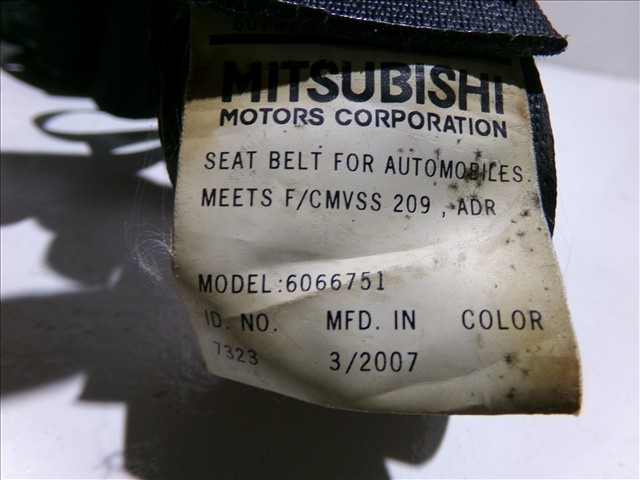 MITSUBISHI
MOTORS CORPORATION
SEAT BELT FOR AUTOMOBILES.
MEETS F/CMVSS 209 , ADR
MODEL:6066751
ID. NO. MFD. IN COLOR
7323 3/2007